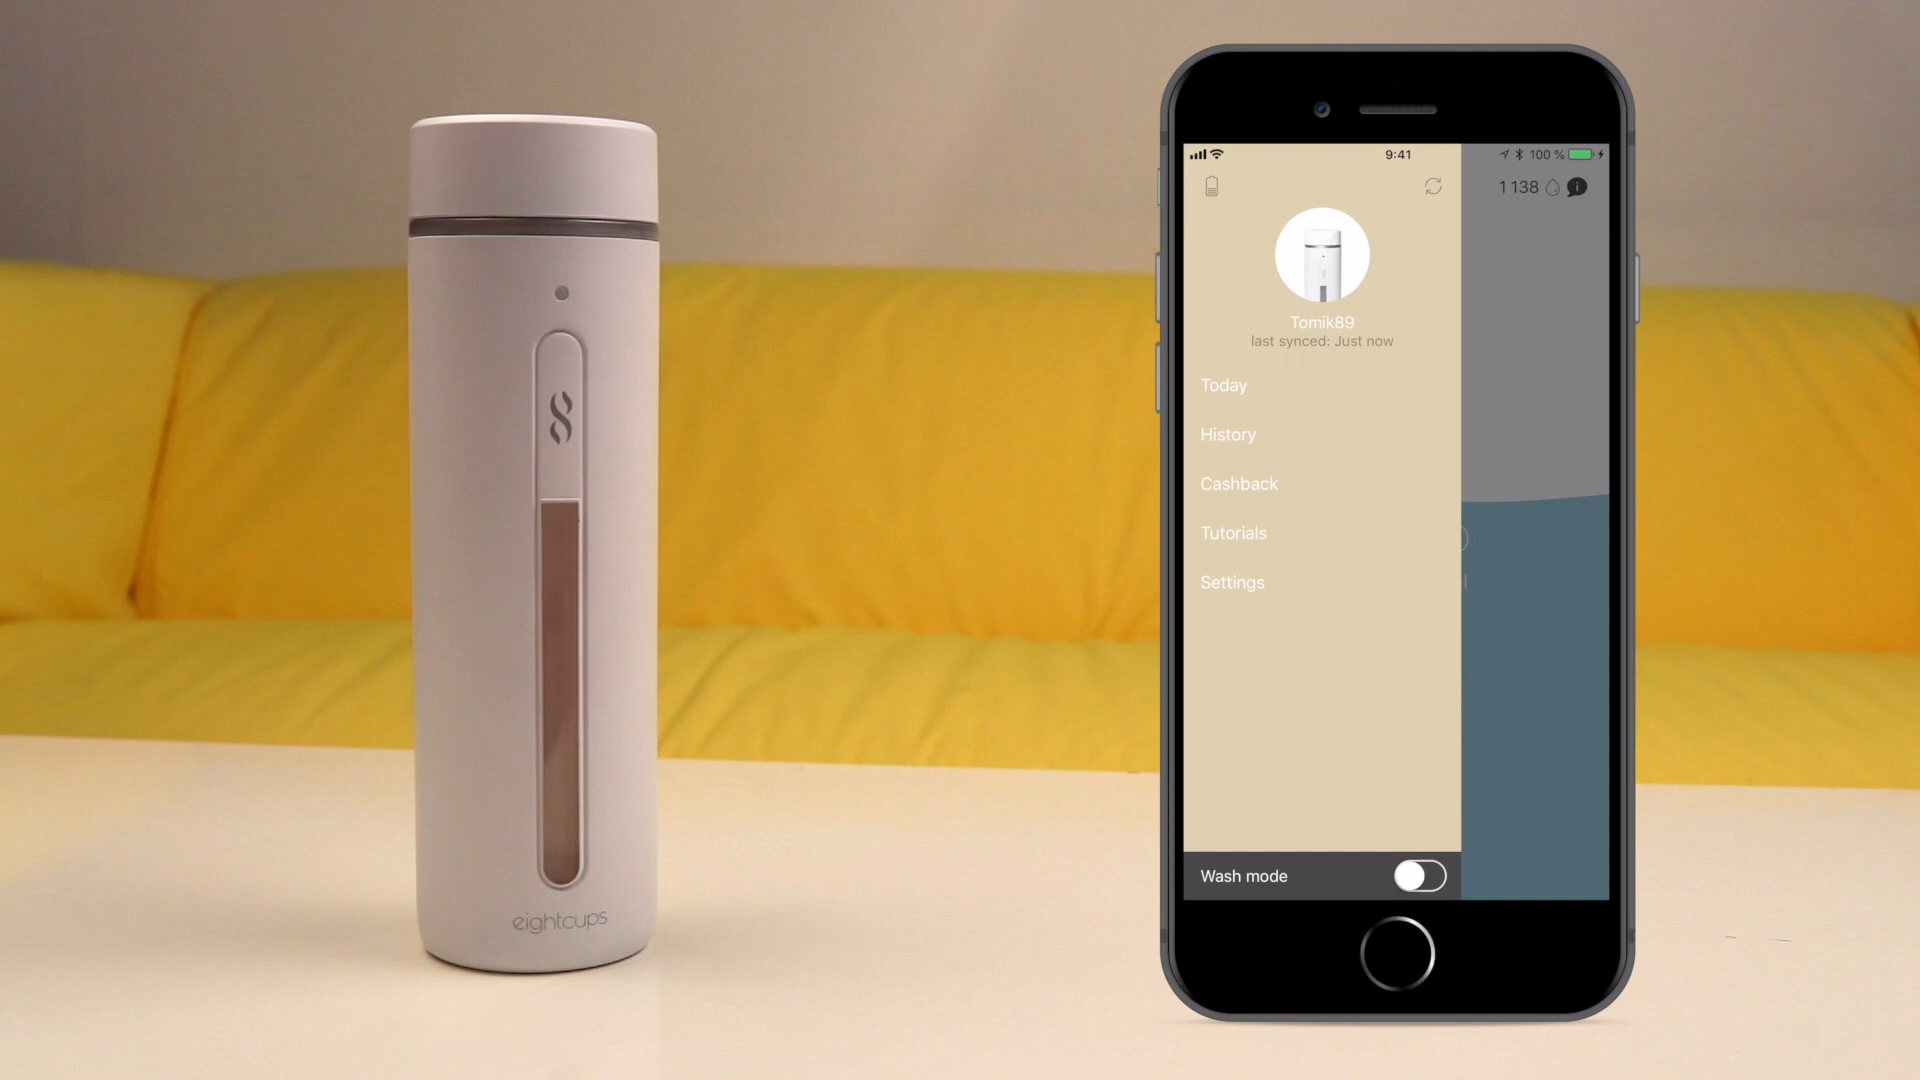 eightcups
9:41
100 %
1 138
Tomik89
last synced: Just now
Today
History
Cashback
Tutorials
Settings
Wash mode